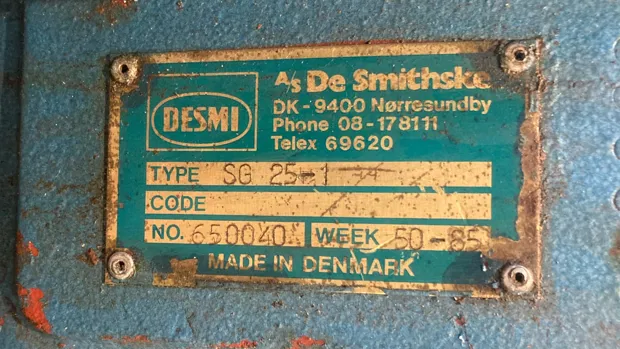 DESMI
A/S De Smithske
DK-9400 Nørresundby
Phone 08-178111
Telex 69620
TYPE SG 25-1
CODE
NO. 650040 WEEK 50-85
MADE IN DENMARK